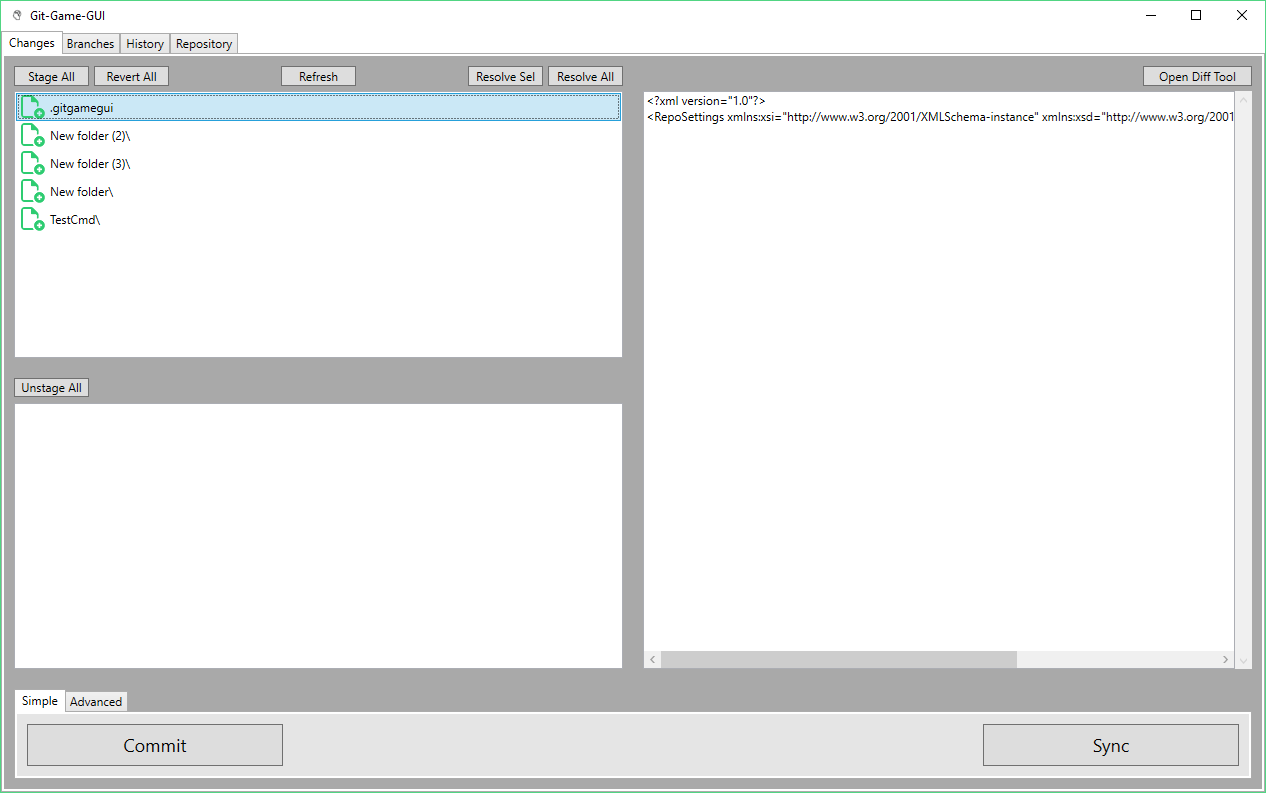 Git-Game-GUI
Changes Branches History Repository
Stage All Revert All Refresh Resolve Sel Resolve All Open Diff Tool
.gitgamegui
New folder (2)\
New folder (3)\
New folder\
TestCmd\
<?xml version="1.0"?>
<RepoSettings xmlns:xsi="http://www.w3.org/2001/XMLSchema-instance" xmlns:xsd="http://www.w3.org/2001
Unstage All
Simple Advanced
Commit Sync